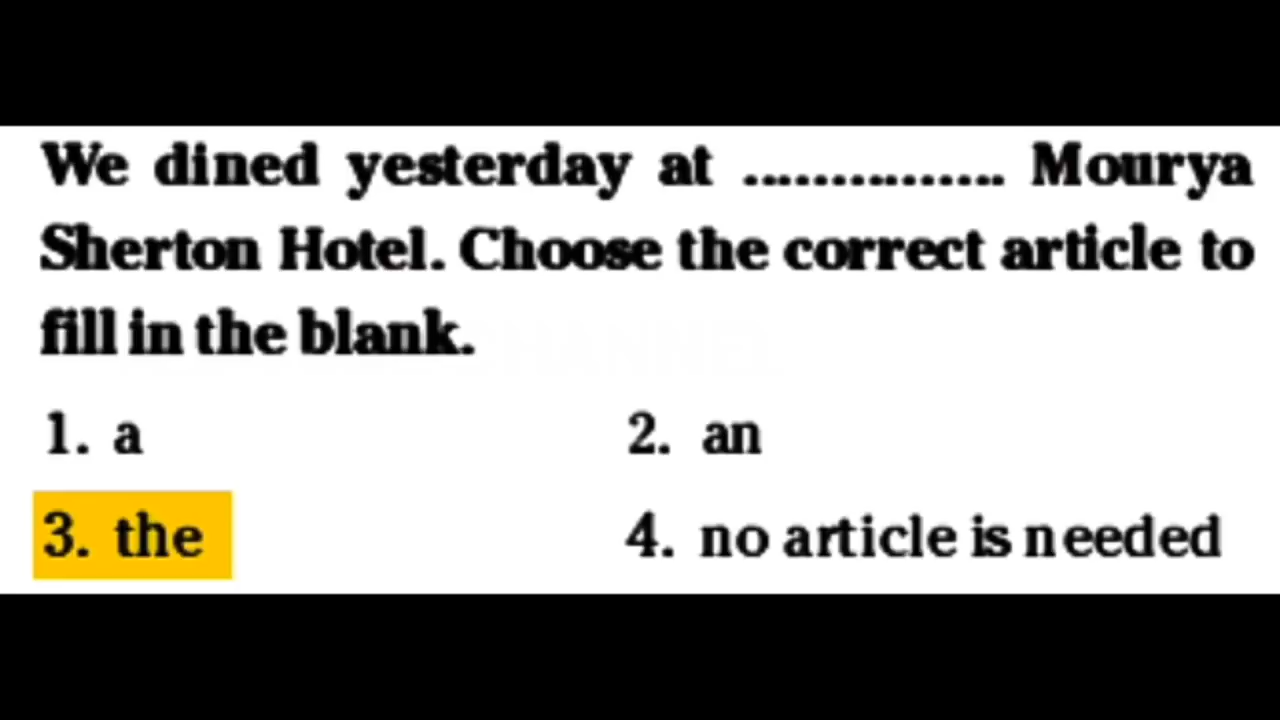 We dined yesterday at ............... Mourya
Sherton Hotel. Choose the correct article to
fill in the blank.
1. a 2. an
3. the 4. no article is needed